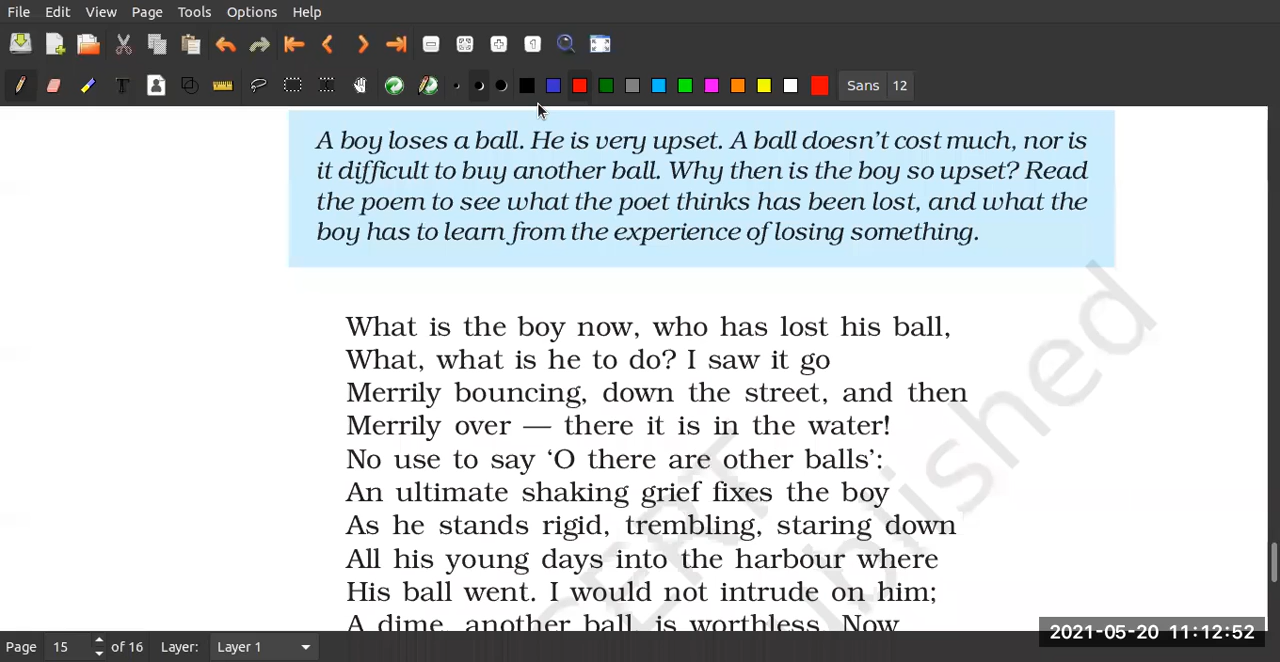 File Edit View Page Tools Options Help
Sans 12
A boy loses a ball. He is very upset. A ball doesn't cost much, nor is
it difficult to buy another ball. Why then is the boy so upset? Read
the poem to see what the poet thinks has been lost, and what the
boy has to learn from the experience of losing something.
What is the boy now, who has lost his ball,
What, what is he to do? I saw it go
Merrily bouncing, down the street, and then
Merrily over — there it is in the water!
No use to say ‘O there are other balls’:
An ultimate shaking grief fixes the boy
As he stands rigid, trembling, staring down
All his young days into the harbour where
His ball went. I would not intrude on him;
A dime, another ball, is worthless. Now
2021-05-20 11:12:52
Page 15 of 16 Layer: Layer 1